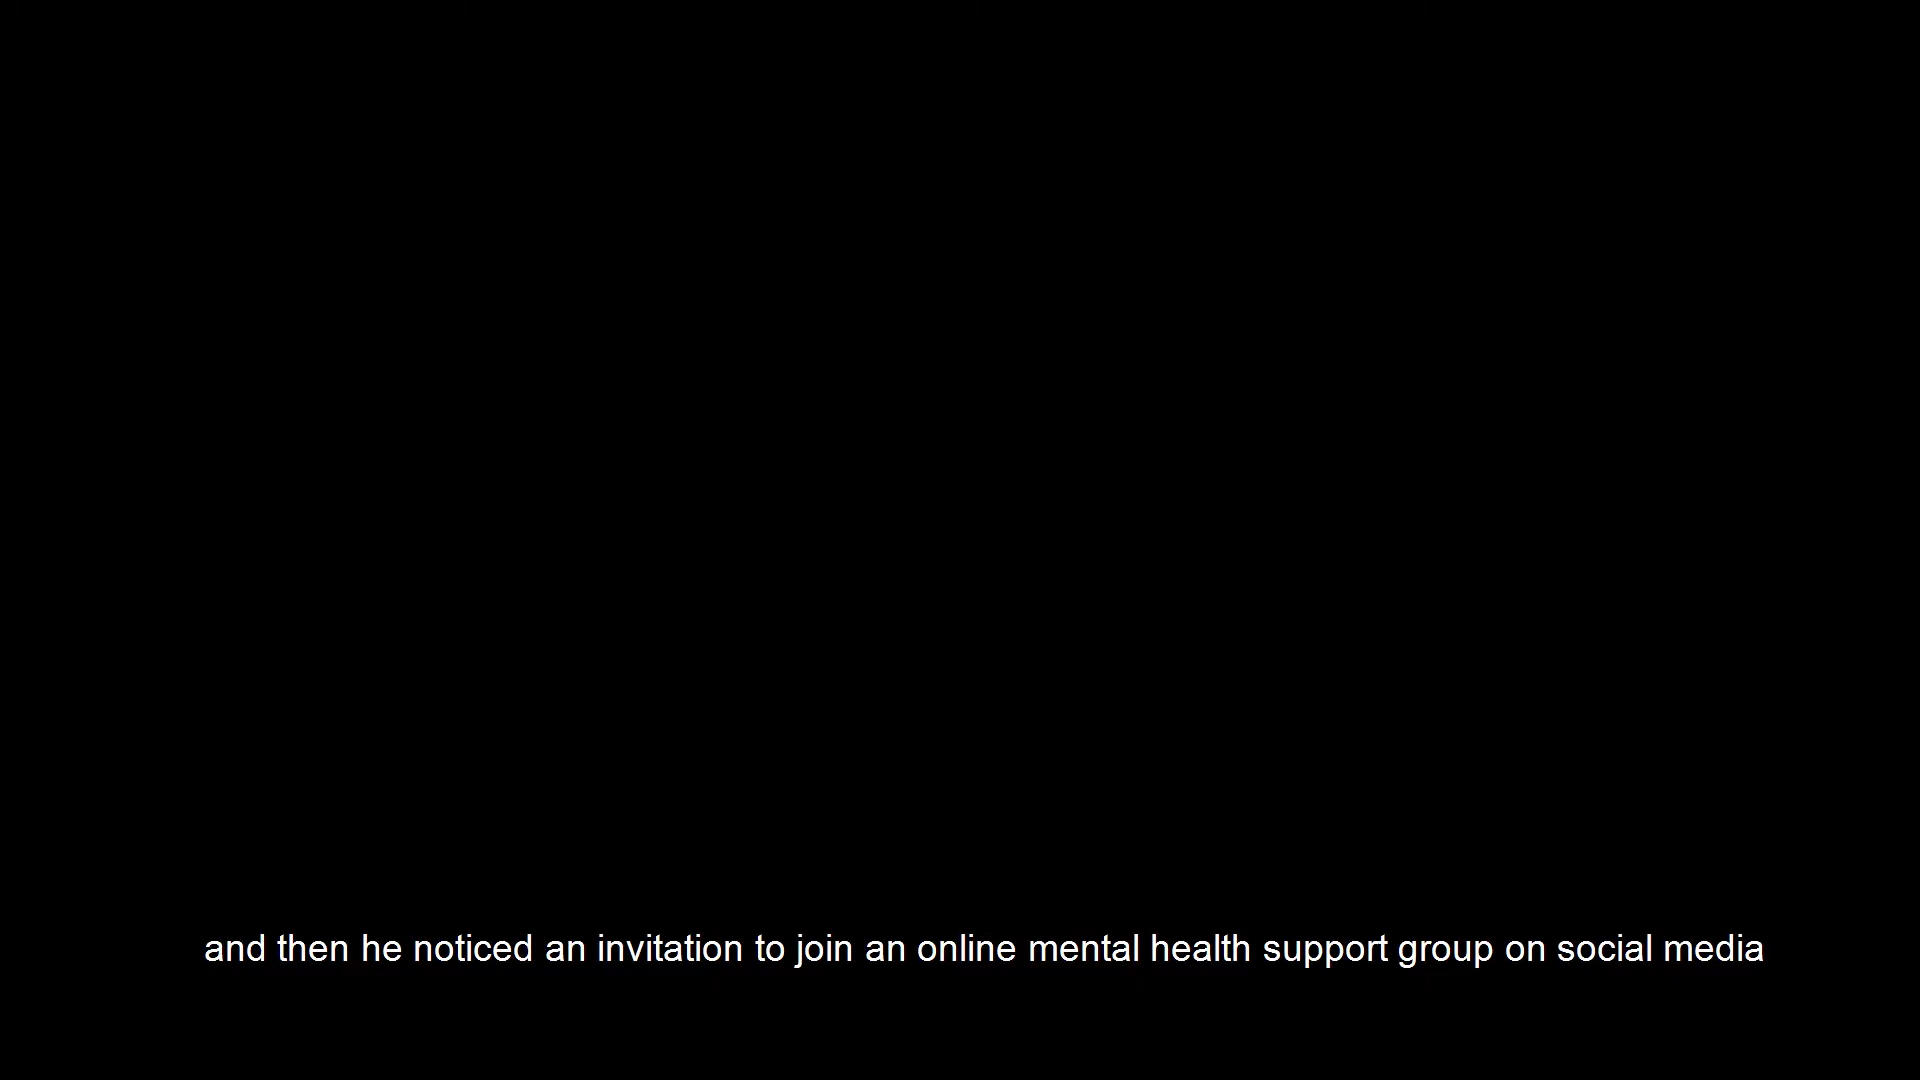 and then he noticed an invitation to join an online mental health support group on social media